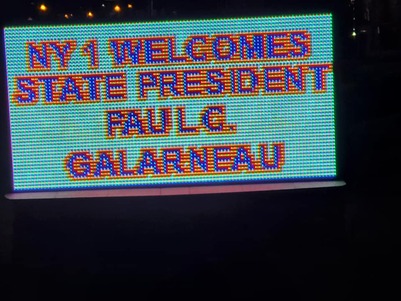 NY 1 WELCOMES
STATE PRESIDENT
PAUL C.
GALARNEAU